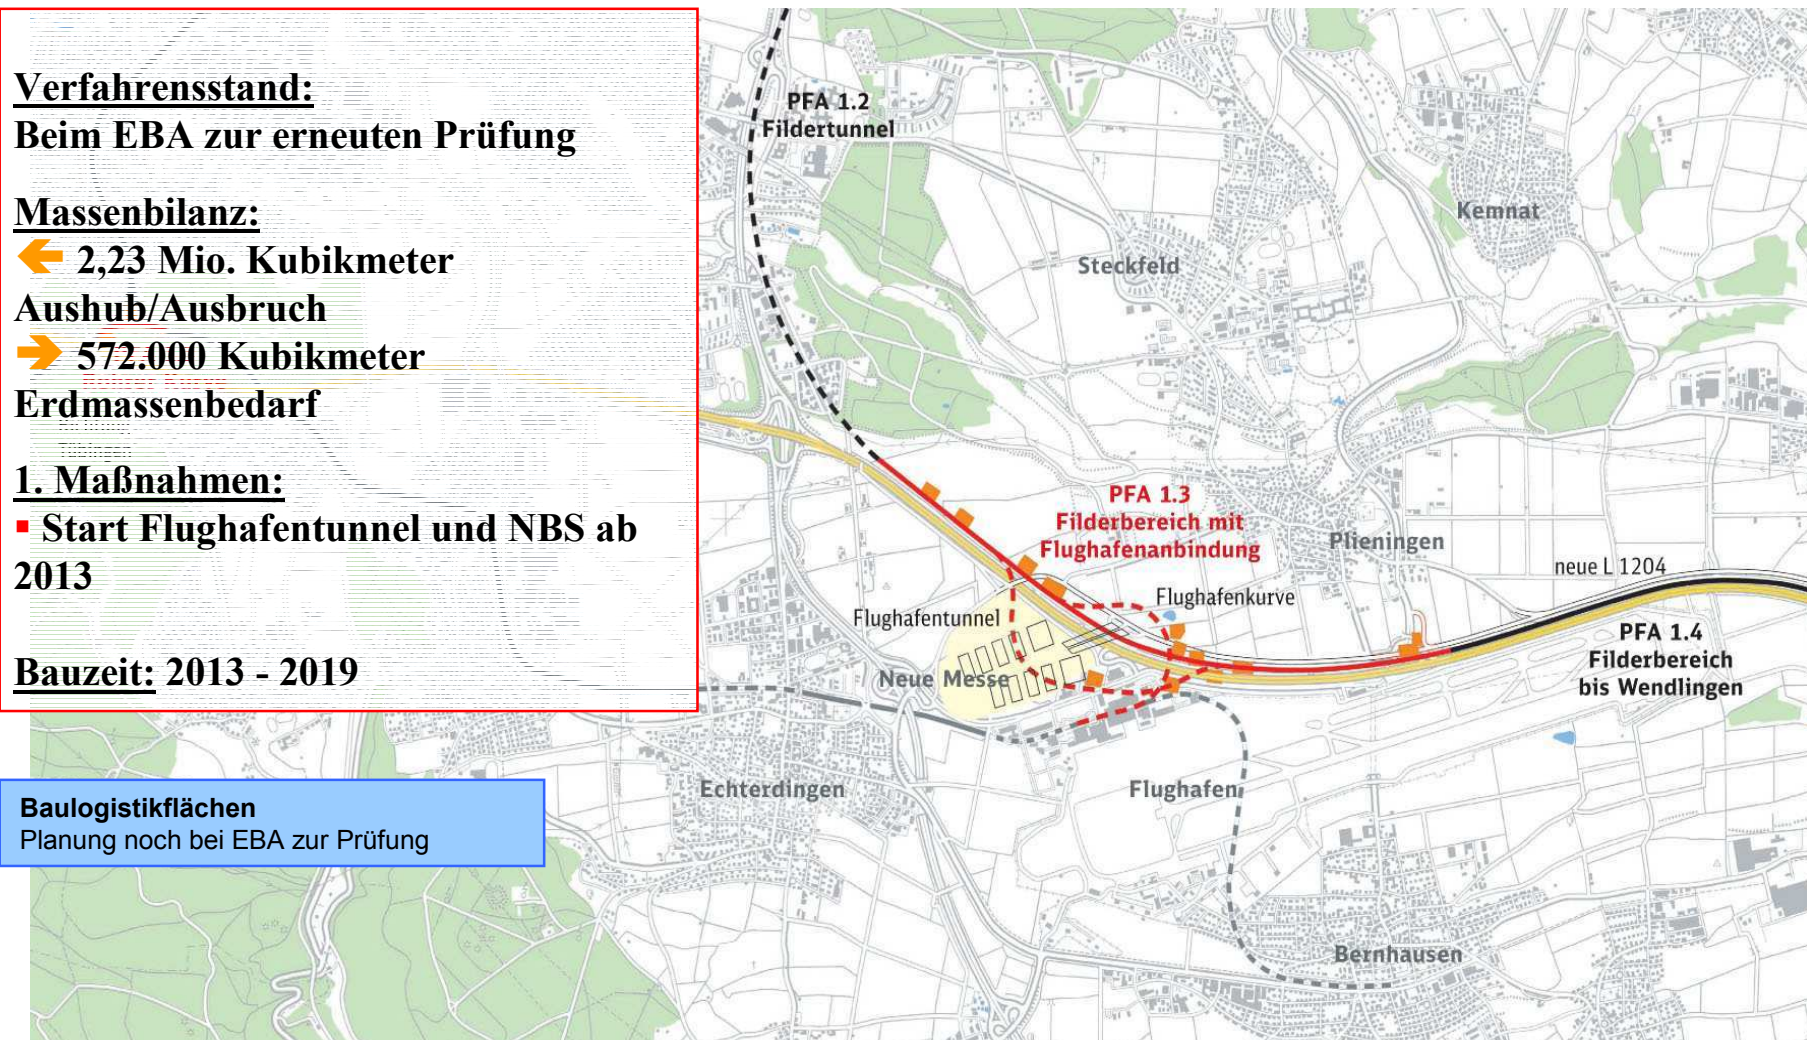 Verfahrensstand:
Beim EBA zur erneuten Prüfung
Massenbilanz:
2,23 Mio. Kubikmeter
Aushub/Ausbruch
572.000 Kubikmeter
Erdmassenbedarf
1. Maßnahmen:
▪ Start Flughafentunnel und NBS ab
2013
Bauzeit: 2013 - 2019
Baulogistikflächen
Planung noch bei EBA zur Prüfung
PFA 1.2
Fildertunnel
Kemnat
Steckfeld
PFA 1.3
Filderbereich mit
Flughafenanbindung
Plieningen
neue L 1204
Flughafenkurve
Flughafentunnel
PFA 1.4
Filderbereich
bis Wendlingen
Neue Messe
Echterdingen
Flughafen
Bernhausen